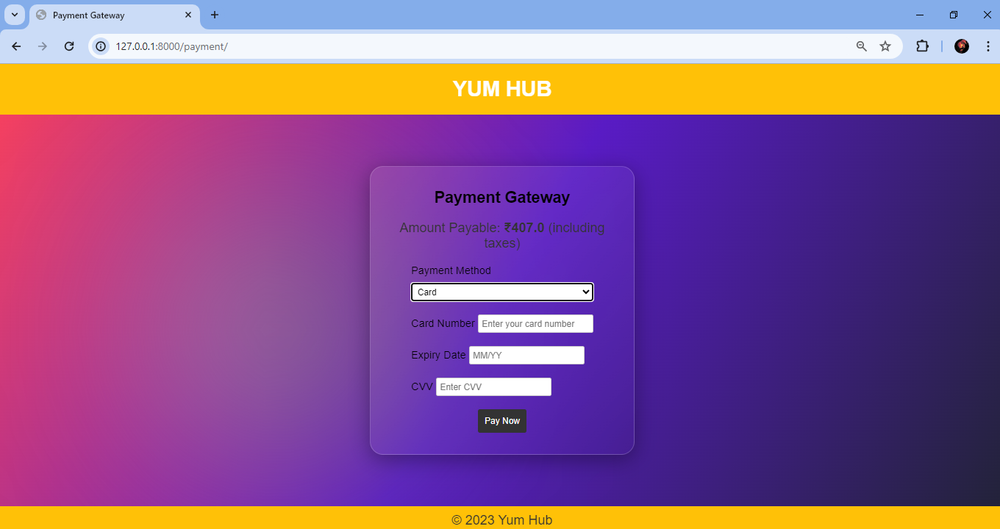 Payment Gateway
127.0.0.1:8000/payment/
YUM HUB
Payment Gateway
Amount Payable: ₹407.0 (including
taxes)
Payment Method
Card
Card Number Enter your card number
Expiry Date MM/YY
CVV Enter CVV
Pay Now
© 2023 Yum Hub